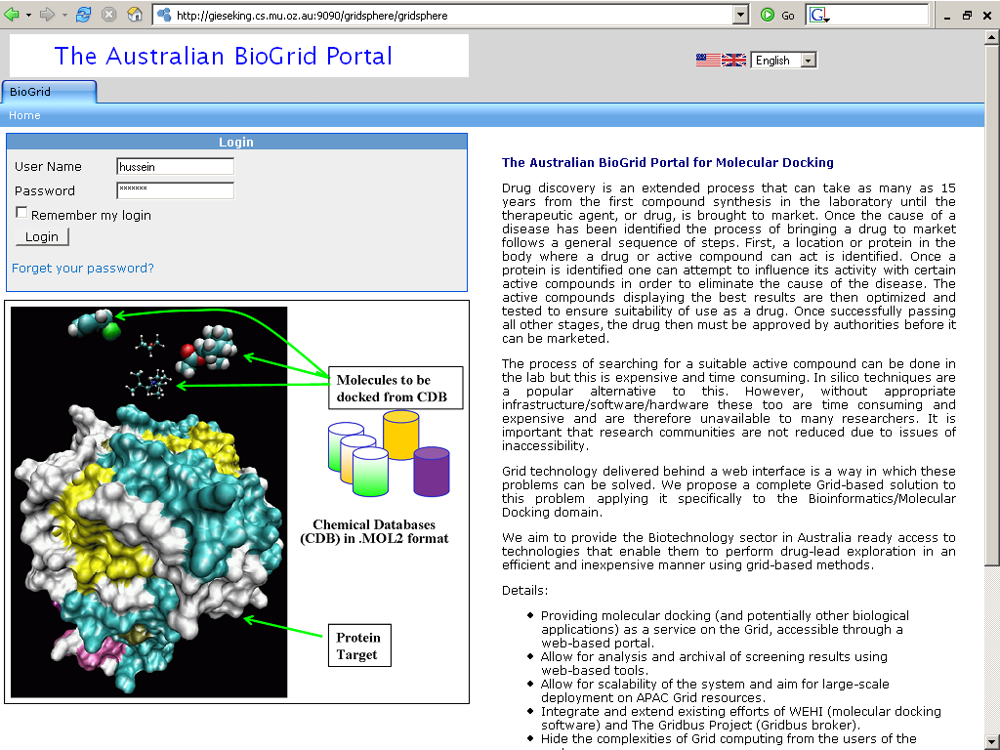 http://gieseking.cs.mu.oz.au:9090/gridsphere/gridsphere
Go
G
The Australian BioGrid Portal
English
BioGrid
Home
Login
User Name
hussein
Password
*******
Remember my login
Login
Forget your password?
Molecules to be
docked from CDB
Chemical Databases
(CDB) in .MOL2 format
Protein
Target
The Australian BioGrid Portal for Molecular Docking
Drug discovery is an extended process that can take as many as 15
years from the first compound synthesis in the laboratory until the
therapeutic agent, or drug, is brought to market. Once the cause of a
disease has been identified the process of bringing a drug to market
follows a general sequence of steps. First, a location or protein in the
body where a drug or active compound can act is identified. Once a
protein is identified one can attempt to influence its activity with certain
active compounds in order to eliminate the cause of the disease. The
active compounds displaying the best results are then optimized and
tested to ensure suitability of use as a drug. Once successfully passing
all other stages, the drug then must be approved by authorities before it
can be marketed.
The process of searching for a suitable active compound can be done in
the lab but this is expensive and time consuming. In silico techniques are
a popular alternative to this. However, without appropriate
infrastructure/software/hardware these too are time consuming and
expensive and are therefore unavailable to many researchers. It is
important that research communities are not reduced due to issues of
inaccessibility.
Grid technology delivered behind a web interface is a way in which these
problems can be solved. We propose a complete Grid-based solution to
this problem applying it specifically to the Bioinformatics/Molecular
Docking domain.
We aim to provide the Biotechnology sector in Australia ready access to
technologies that enable them to perform drug-lead exploration in an
efficient and inexpensive manner using grid-based methods.
Details:
Providing molecular docking (and potentially other biological
applications) as a service on the Grid, accessible through a
web-based portal.
Allow for analysis and archival of screening results using
web-based tools.
Allow for scalability of the system and aim for large-scale
deployment on APAC Grid resources.
Integrate and extend existing efforts of WEHI (molecular docking
software) and The Gridbus Project (Gridbus broker).
Hide the complexities of Grid computing from the users of the